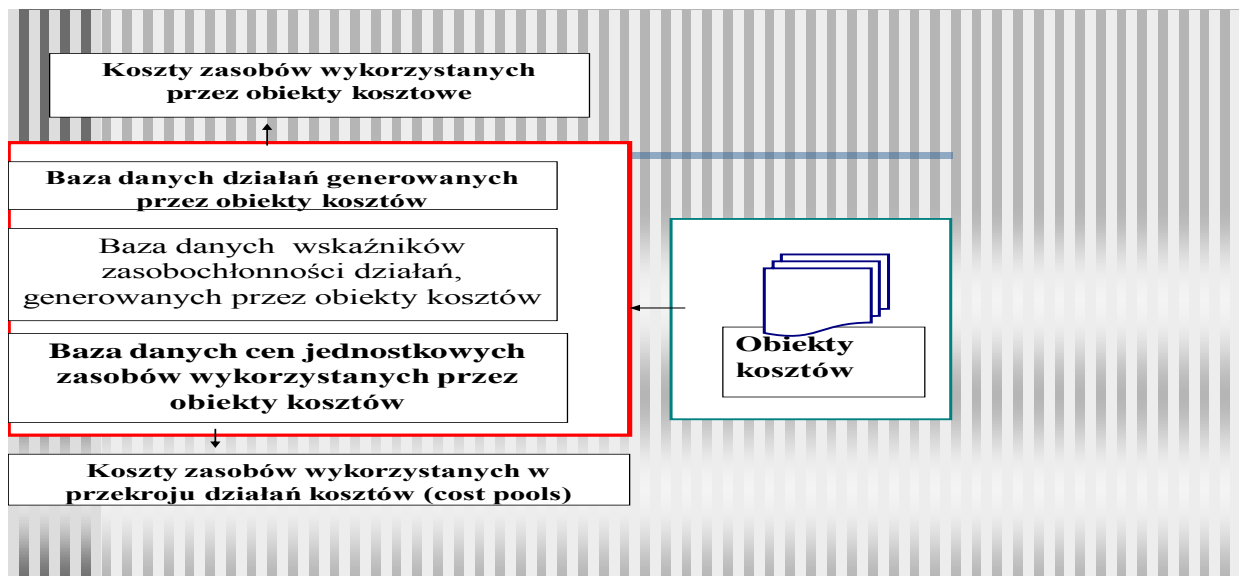 Koszty zasobów wykorzystanych
przez obiekty kosztowe
Baza danych działań generowanych
przez obiekty kosztów
Baza danych wskaźników
zasobochłonności działań,
generowanych przez obiekty kosztów
Baza danych cen jednostkowych
zasobów wykorzystanych przez
obiekty kosztów
Obiekty
kosztów
Koszty zasobów wykorzystanych w
przekroju działań kosztów (cost pools)